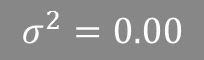 σ² = 0.00